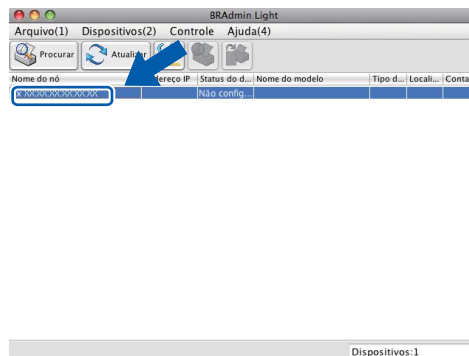 BRAdmin Light
Arquivo(1) Dispositivos(2) Controle Ajuda(4)
Procurar Atualizar
Nome do nó dereço IP Status do d... Nome do modelo Tipo d... Locali... Conta
Não config...
Dispositivos:1